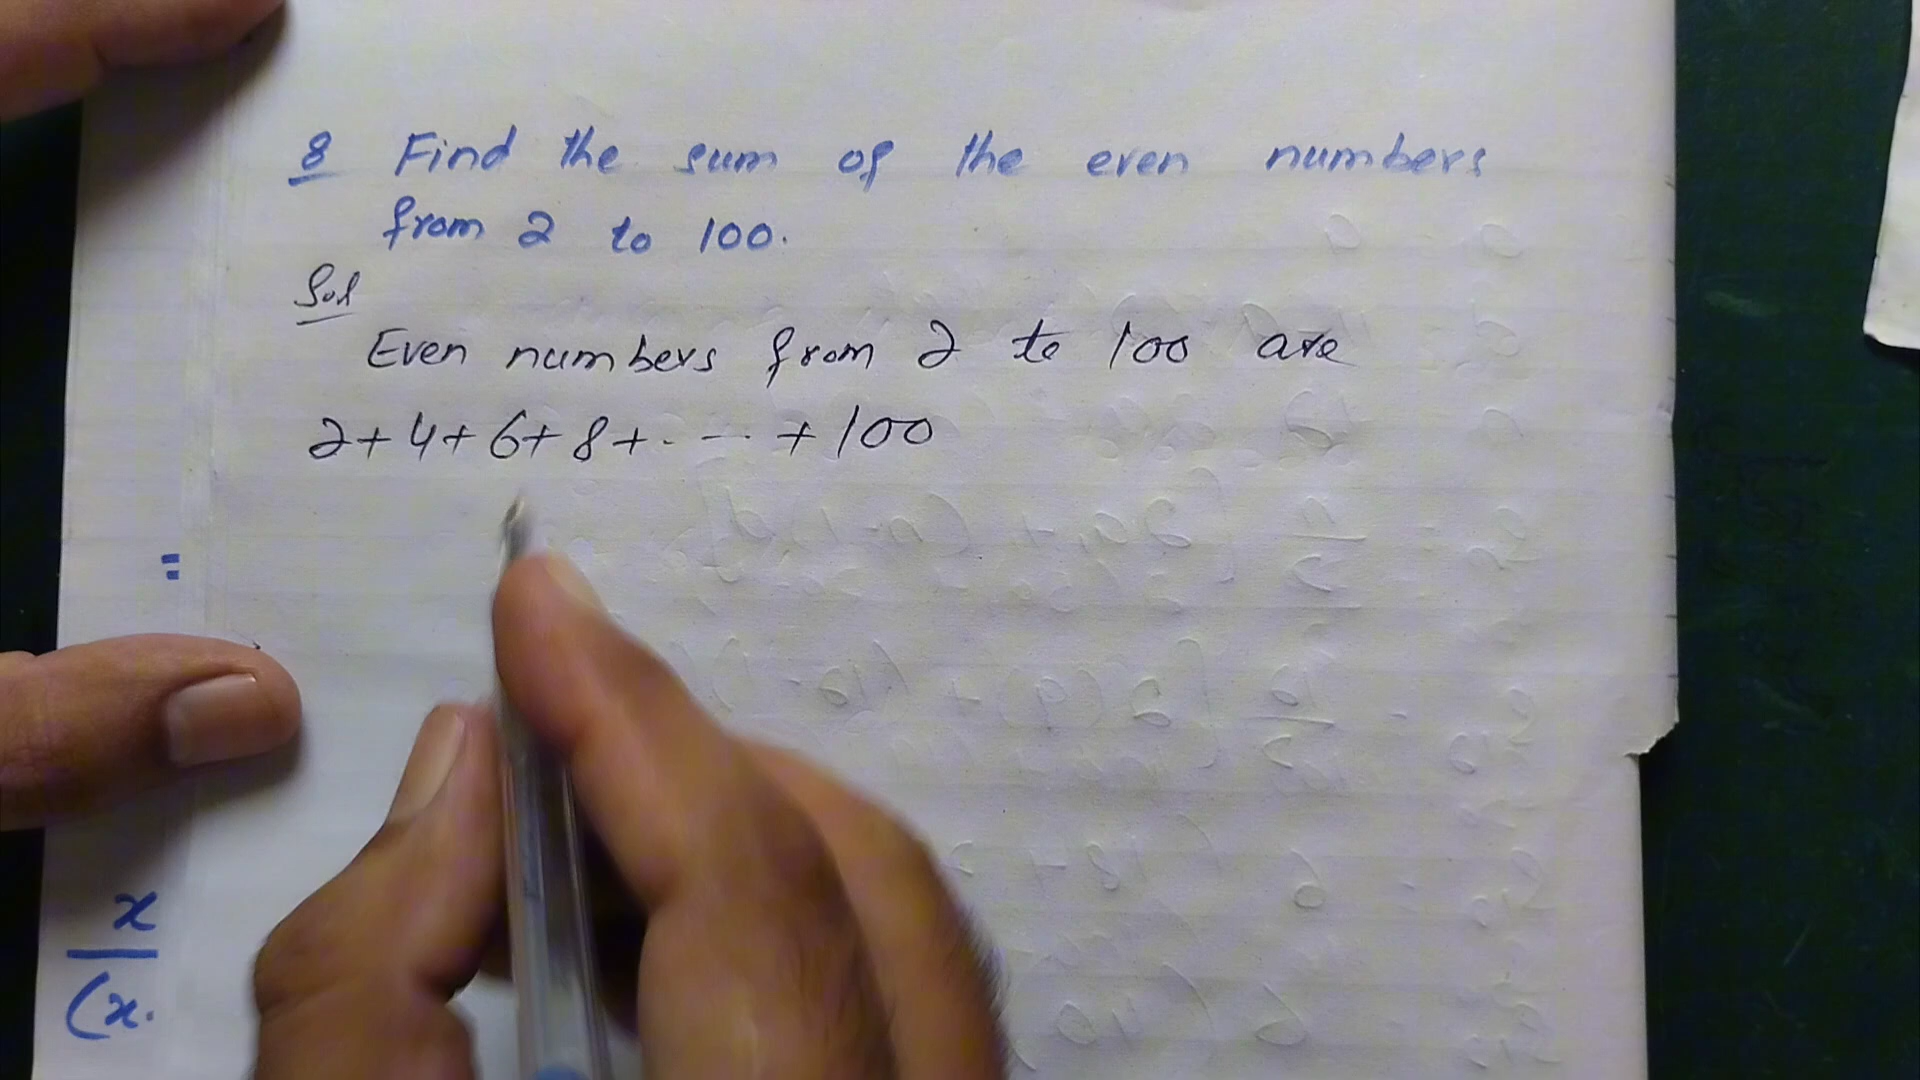 8 Find the sum of the even numbers
from 2 to 100.
Sol
Even numbers from 2 to 100 are
2+4+6+8+. - - +100
=
x
(x.